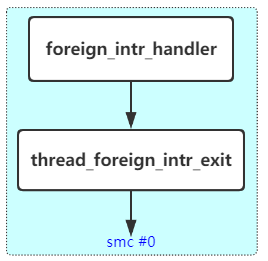 foreign_intr_handler
thread_foreign_intr_exit
smc #0